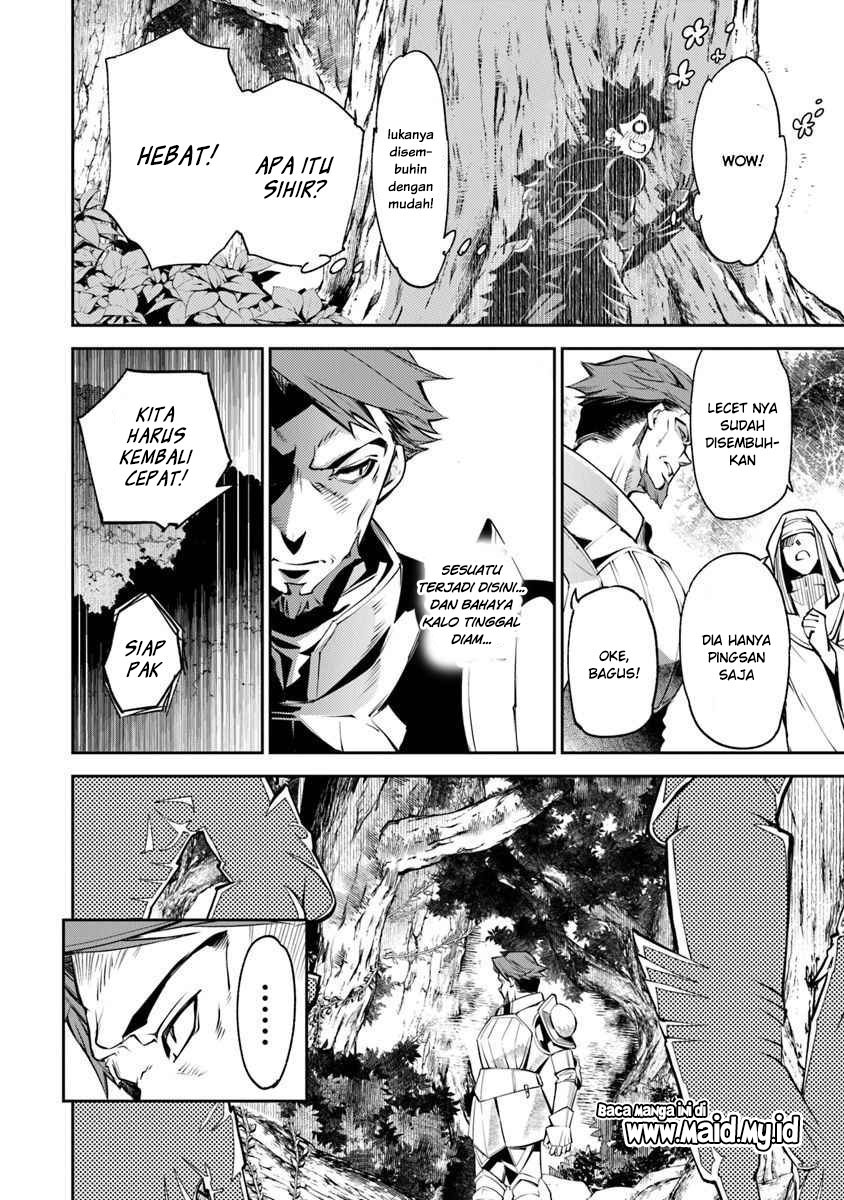 WOW!
lukanya
disem-
buhin
dengan
mudah!
HEBAT!
APA ITU
SIHIR?
LECET NYA
SUDAH
DISEMBUH-
KAN
DIA HANYA
PINGSAN
SAJA
OKE,
BAGUS!
SESUATU
TERJADI DISINI...
DAN BAHAYA
KALO TINGGAL
DIAM...
KITA
HARUS
KEMBALI
CEPAT!
SIAP
PAK
......
Baca Manga ini di
www.Maid.My.id